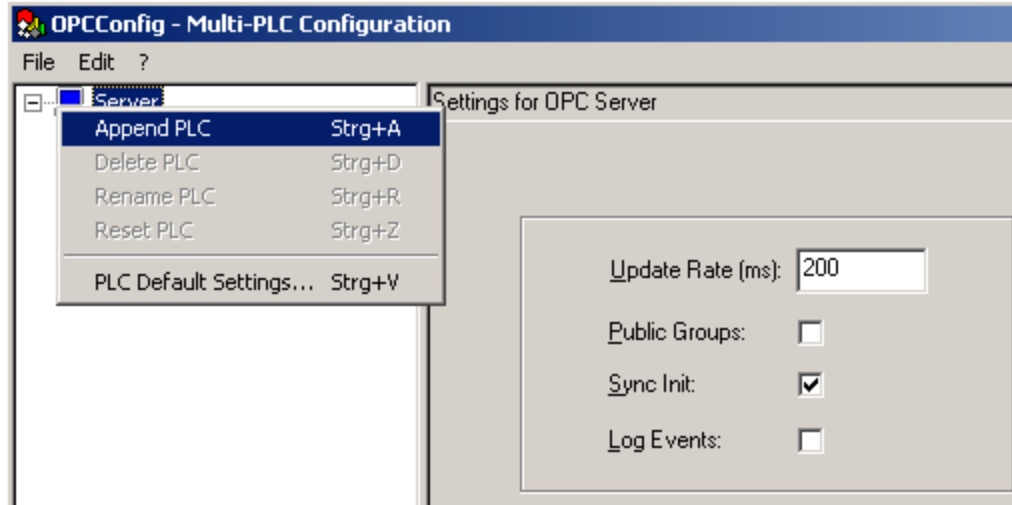 OPCConfig - Multi-PLC Configuration
File Edit ?
Server
Settings for OPC Server
Append PLC Strg+A
Delete PLC Strg+D
Rename PLC Strg+R
Reset PLC Strg+Z
PLC Default Settings... Strg+V
Update Rate (ms): 200
Public Groups:
Sync Init:
Log Events: